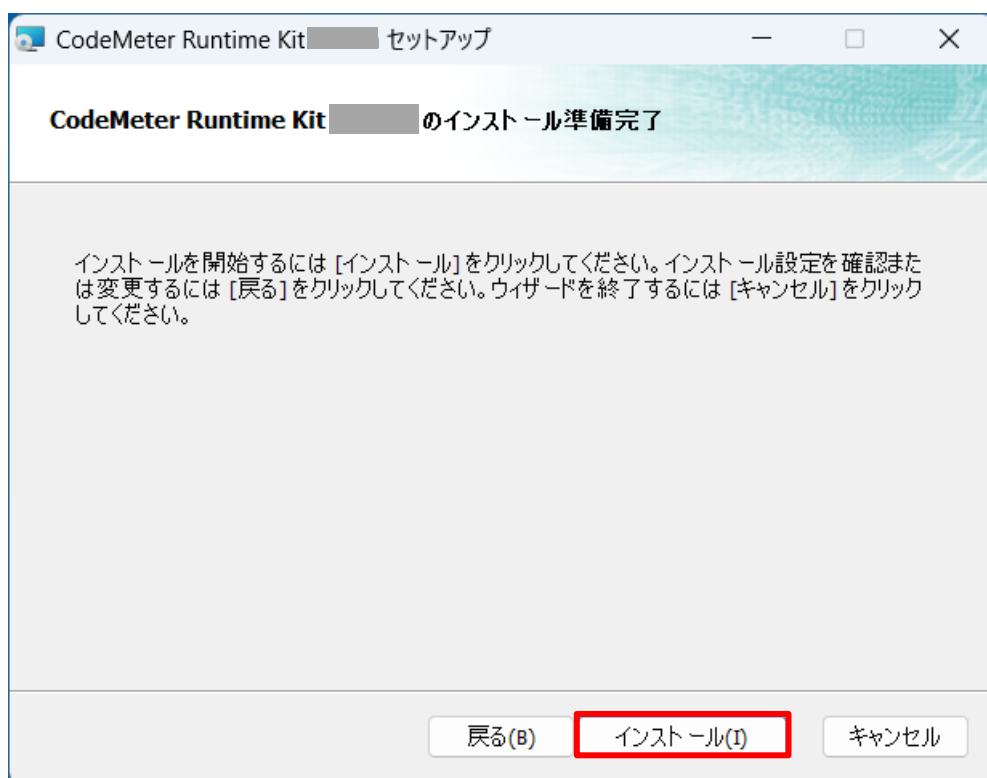 CodeMeter Runtime Kit セットアップ
CodeMeter Runtime Kit のインストール準備完了
インストールを開始するには [インストール] をクリックしてください。インストール設定を確認また
は変更するには [戻る] をクリックしてください。ウィザードを終了するには [キャンセル] をクリック
してください。
戻る(B) インストール(I) キャンセル